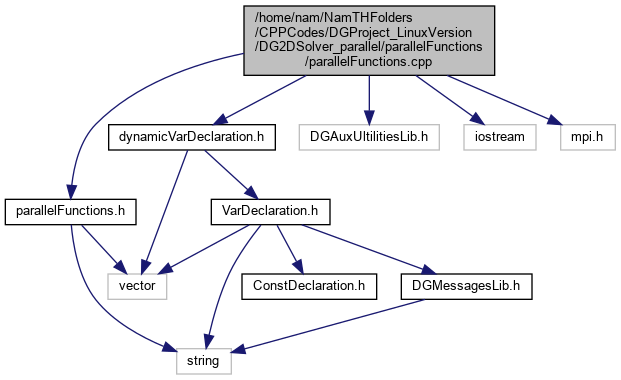 /home/nam/NamTHFolders
/CPPCodes/DGProject_LinuxVersion
/DG2DSolver_parallel/parallelFunctions
/parallelFunctions.cpp
dynamicVarDeclaration.h
DGAuxUltilitiesLib.h
iostream
mpi.h
parallelFunctions.h
VarDeclaration.h
vector
ConstDeclaration.h
DGMessagesLib.h
string